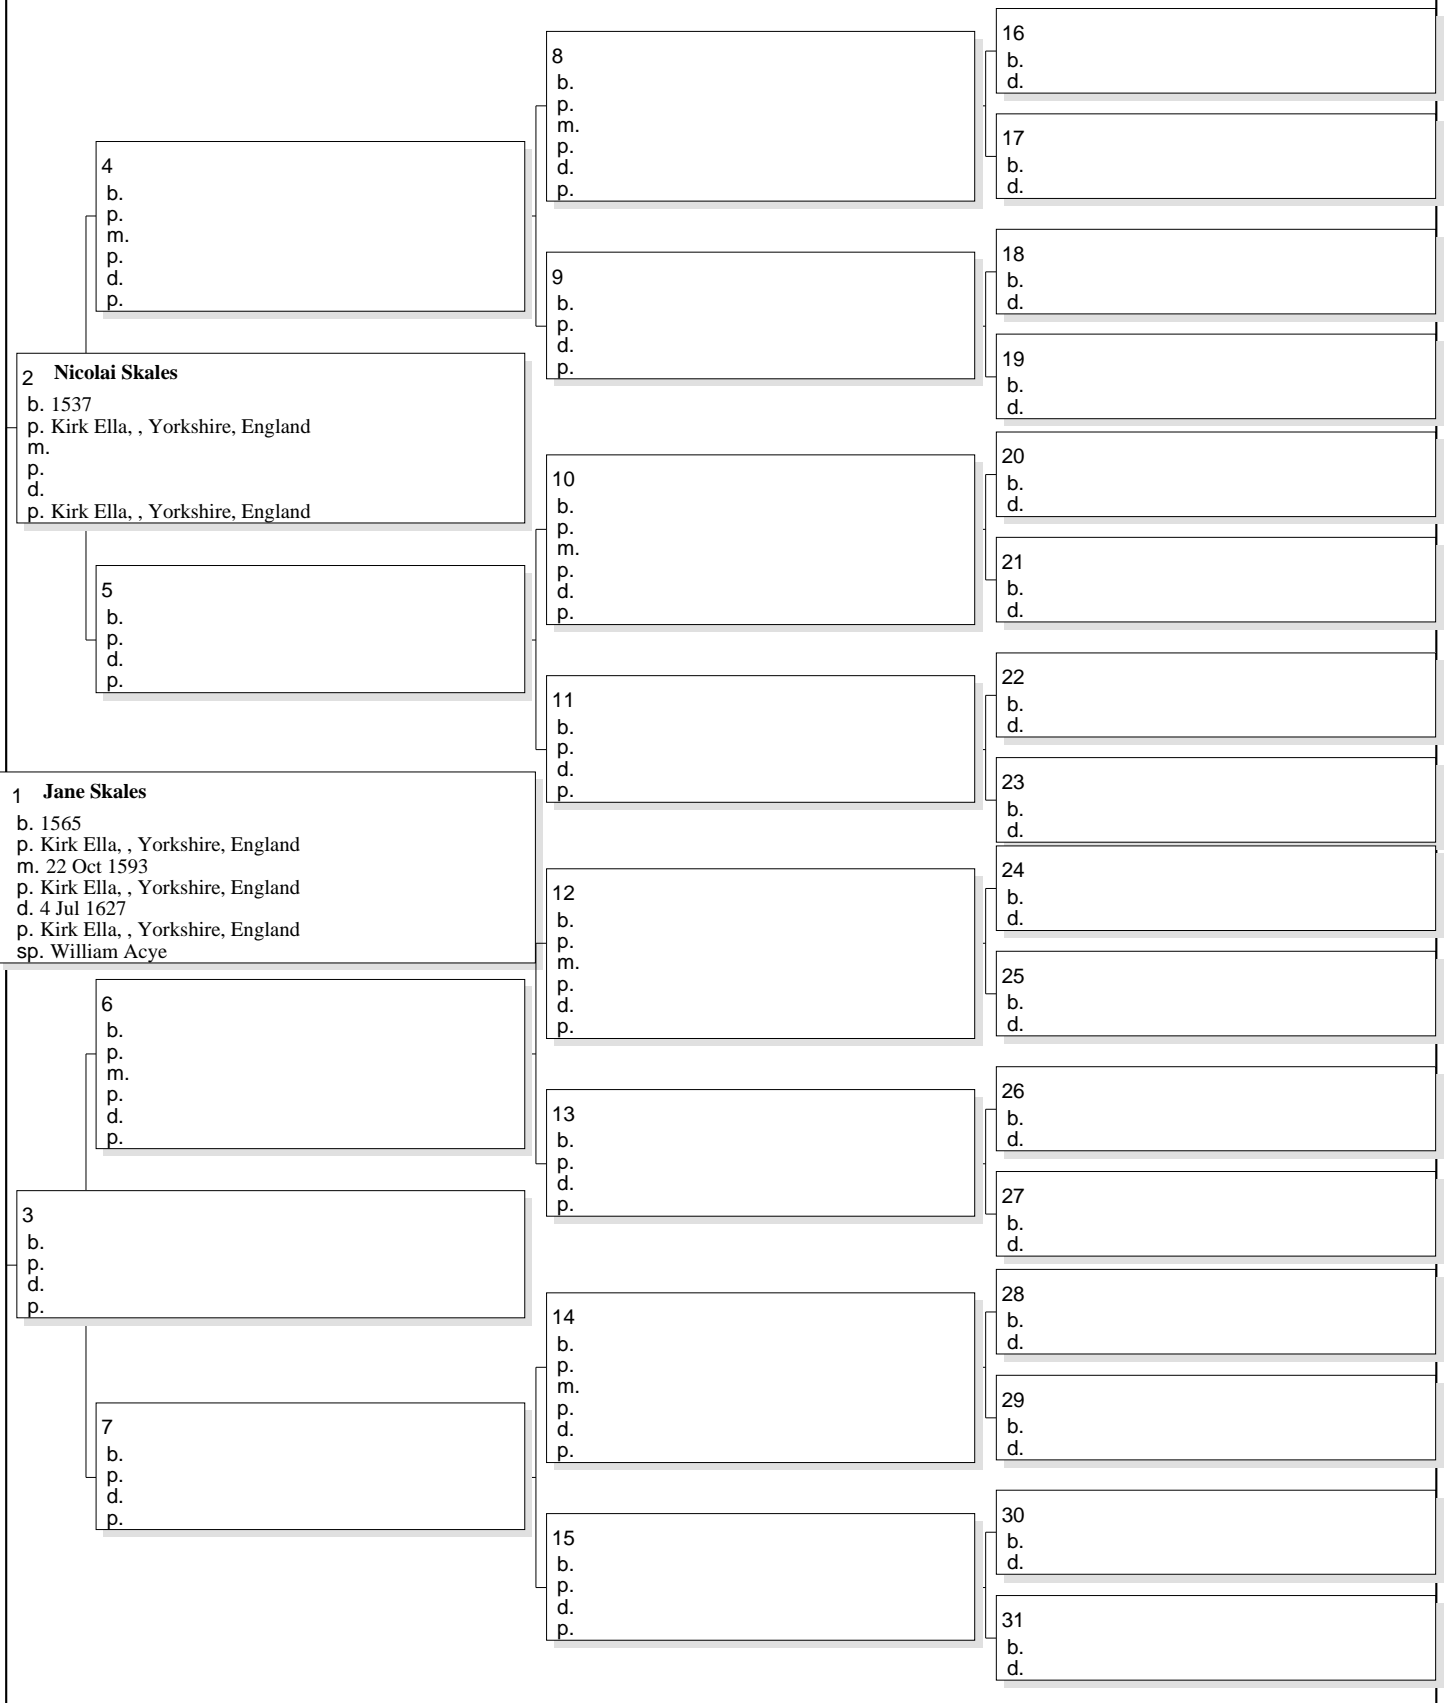 4
b.
p.
m.
p.
d.
p.
2 Nicolai Skales
b. 1537
p. Kirk Ella, , Yorkshire, England
m.
p.
d.
p. Kirk Ella, , Yorkshire, England
5
b.
p.
d.
p.
1 Jane Skales
b. 1565
p. Kirk Ella, , Yorkshire, England
m. 22 Oct 1593
p. Kirk Ella, , Yorkshire, England
d. 4 Jul 1627
p. Kirk Ella, , Yorkshire, England
sp. William Acye
6
b.
p.
m.
p.
d.
p.
3
b.
p.
d.
p.
7
b.
p.
d.
p.
8
b.
p.
m.
p.
d.
p.
9
b.
p.
d.
p.
10
b.
p.
m.
p.
d.
p.
11
b.
p.
d.
p.
12
b.
p.
m.
p.
d.
p.
13
b.
p.
d.
p.
14
b.
p.
m.
p.
d.
p.
15
b.
p.
d.
p.
16
b.
d.
17
b.
d.
18
b.
d.
19
b.
d.
20
b.
d.
21
b.
d.
22
b.
d.
23
b.
d.
24
b.
d.
25
b.
d.
26
b.
d.
27
b.
d.
28
b.
d.
29
b.
d.
30
b.
d.
31
b.
d.